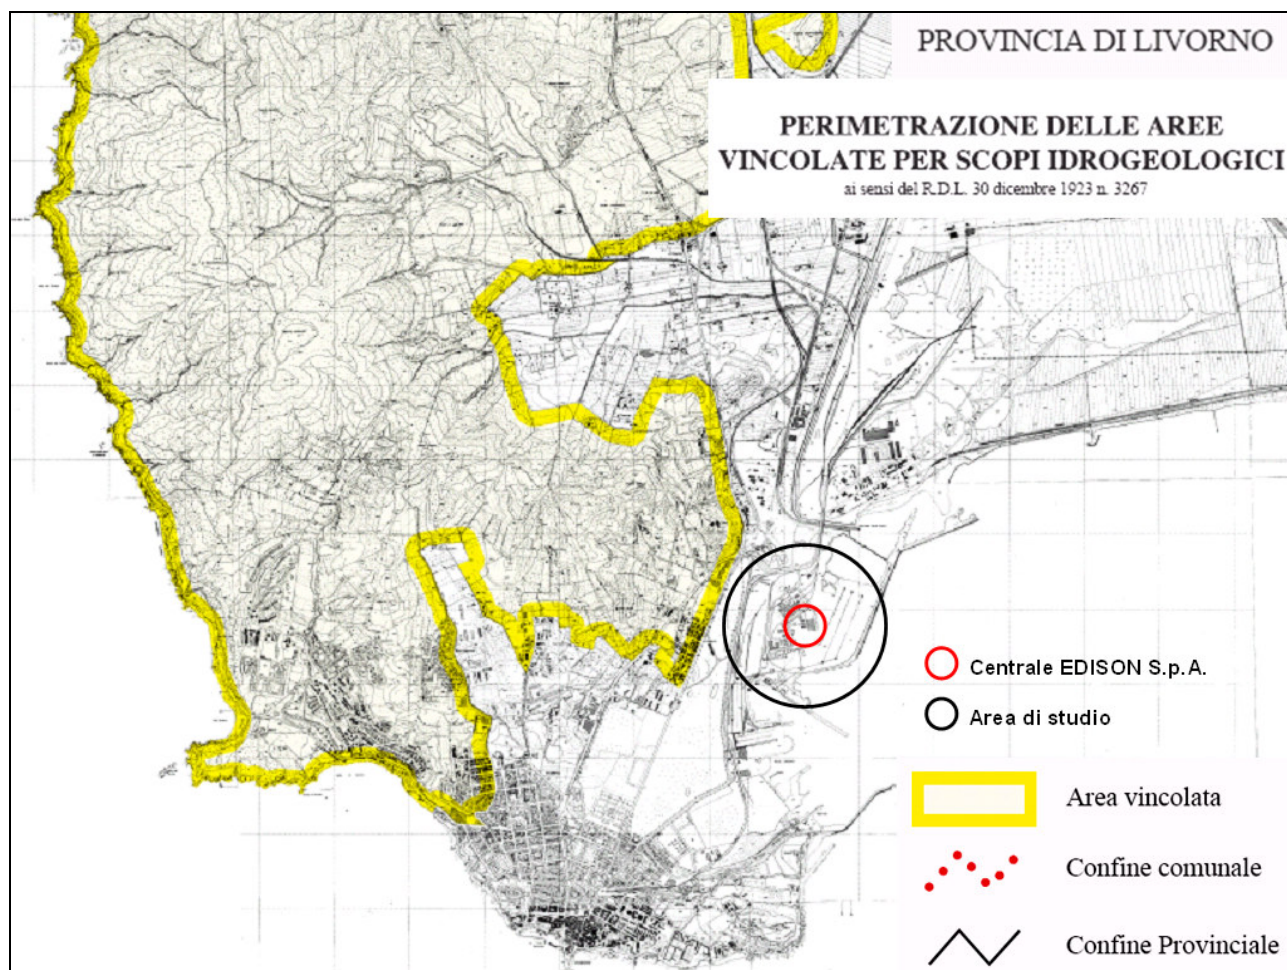 PROVINCIA DI LIVORNO
PERIMETRAZIONE DELLE AREE
VINCOLATE PER SCOPI IDROGEOLOGICI
ai sensi del R.D.L. 30 dicembre 1923 n. 3267
Centrale EDISON S.p.A.
Area di studio
Area vincolata
Confine comunale
Confine Provinciale